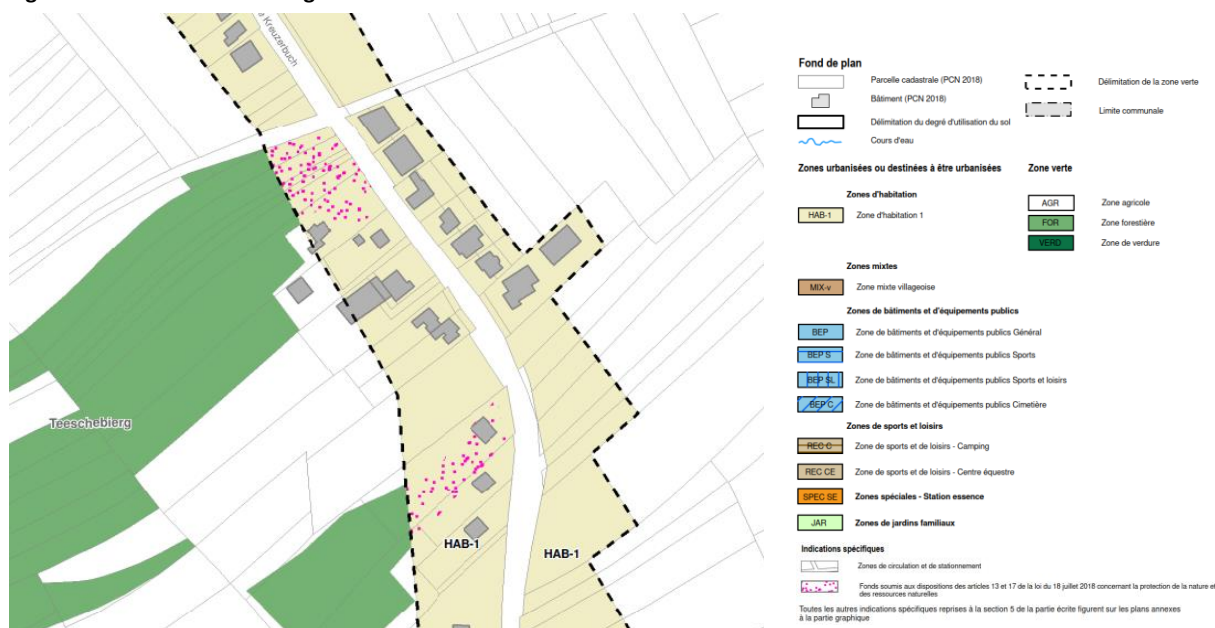 Kreuzerbuch
Teeschebierg
HAB-1
HAB-1
Fond de plan
Parcelle cadastrale (PCN 2018)
Bâtiment (PCN 2018)
Délimitation du degré d'utilisation du sol
Cours d'eau
Délimitation de la zone verte
Limite communale
Zones urbanisées ou destinées à être urbanisées
Zones d'habitation
HAB-1 Zone d'habitation 1
Zones mixtes
MIX-v Zone mixte villageoise
Zones de bâtiments et d'équipements publics
BEP Zone de bâtiments et d'équipements publics Général
BEP S Zone de bâtiments et d'équipements publics Sports
BEP SL Zone de bâtiments et d'équipements publics Sports et loisirs
BEP C Zone de bâtiments et d'équipements publics Cimetière
Zones de sports et loisirs
REC C Zone de sports et de loisirs - Camping
REC CE Zone de sports et de loisirs - Centre équestre
SPEC SE Zones spéciales - Station essence
JAR Zones de jardins familiaux
Zone verte
AGR Zone agricole
FOR Zone forestière
VERD Zone de verdure
Indications spécifiques
Zones de circulation et de stationnement
Fonds soumis aux dispositions des articles 13 et 17 de la loi du 18 juillet 2018 concernant la protection de la nature et
des ressources naturelles
Toutes les autres indications spécifiques reprises à la section 5 de la partie écrite figurent sur les plans annexes
à la partie graphique